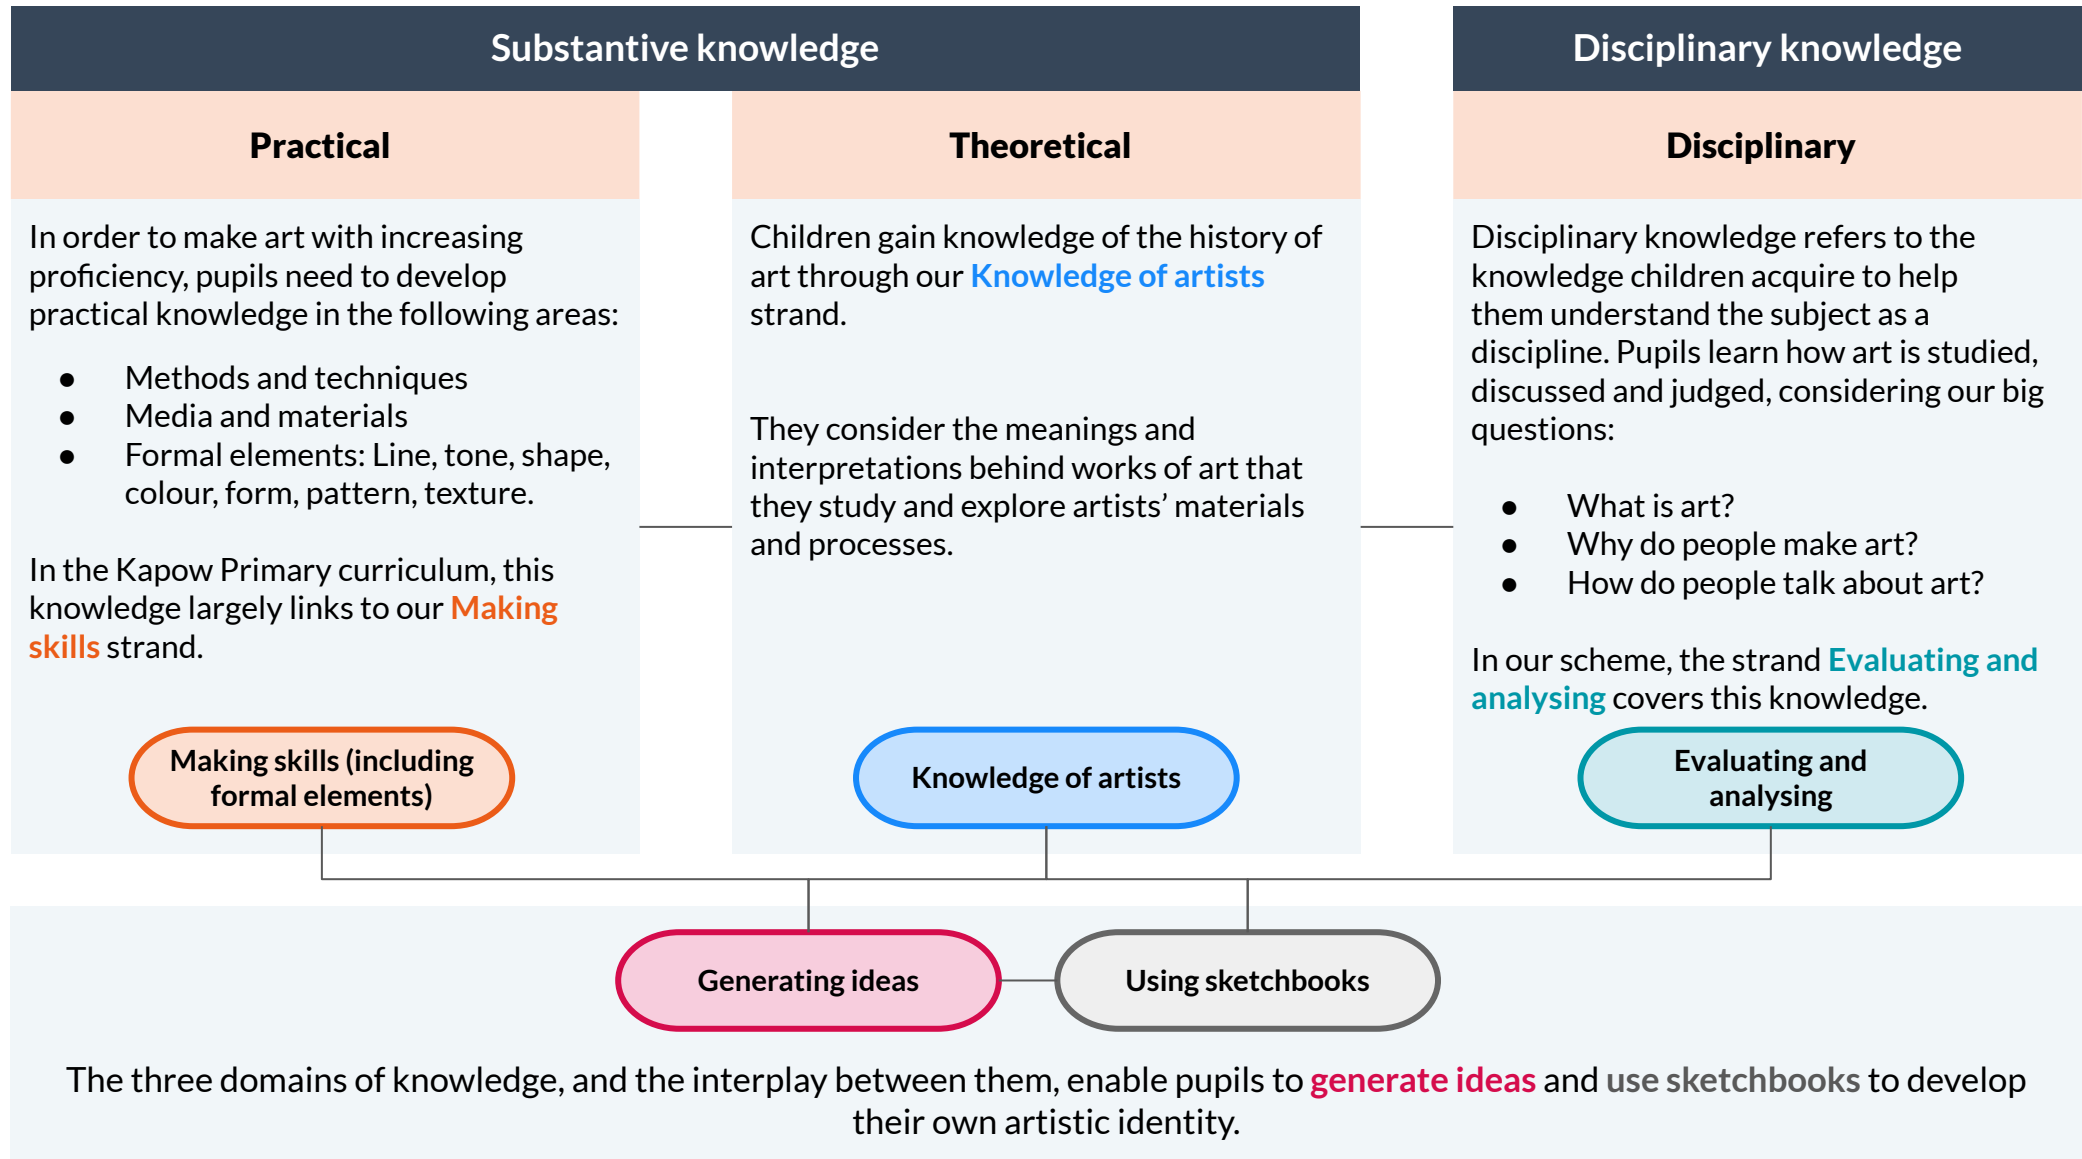 Substantive knowledge
Disciplinary knowledge
Practical
Theoretical
Disciplinary
In order to make art with increasing
proficiency, pupils need to develop
practical knowledge in the following areas:
● Methods and techniques
● Media and materials
● Formal elements: Line, tone, shape,
colour, form, pattern, texture.
In the Kapow Primary curriculum, this
knowledge largely links to our Making
skills strand.
Making skills (including
formal elements)
Children gain knowledge of the history of
art through our Knowledge of artists
strand.
They consider the meanings and
interpretations behind works of art that
they study and explore artists’ materials
and processes.
Knowledge of artists
Disciplinary knowledge refers to the
knowledge children acquire to help
them understand the subject as a
discipline. Pupils learn how art is studied,
discussed and judged, considering our big
questions:
● What is art?
● Why do people make art?
● How do people talk about art?
In our scheme, the strand Evaluating and
analysing covers this knowledge.
Evaluating and
analysing
Generating ideas
Using sketchbooks
The three domains of knowledge, and the interplay between them, enable pupils to generate ideas and use sketchbooks to develop
their own artistic identity.